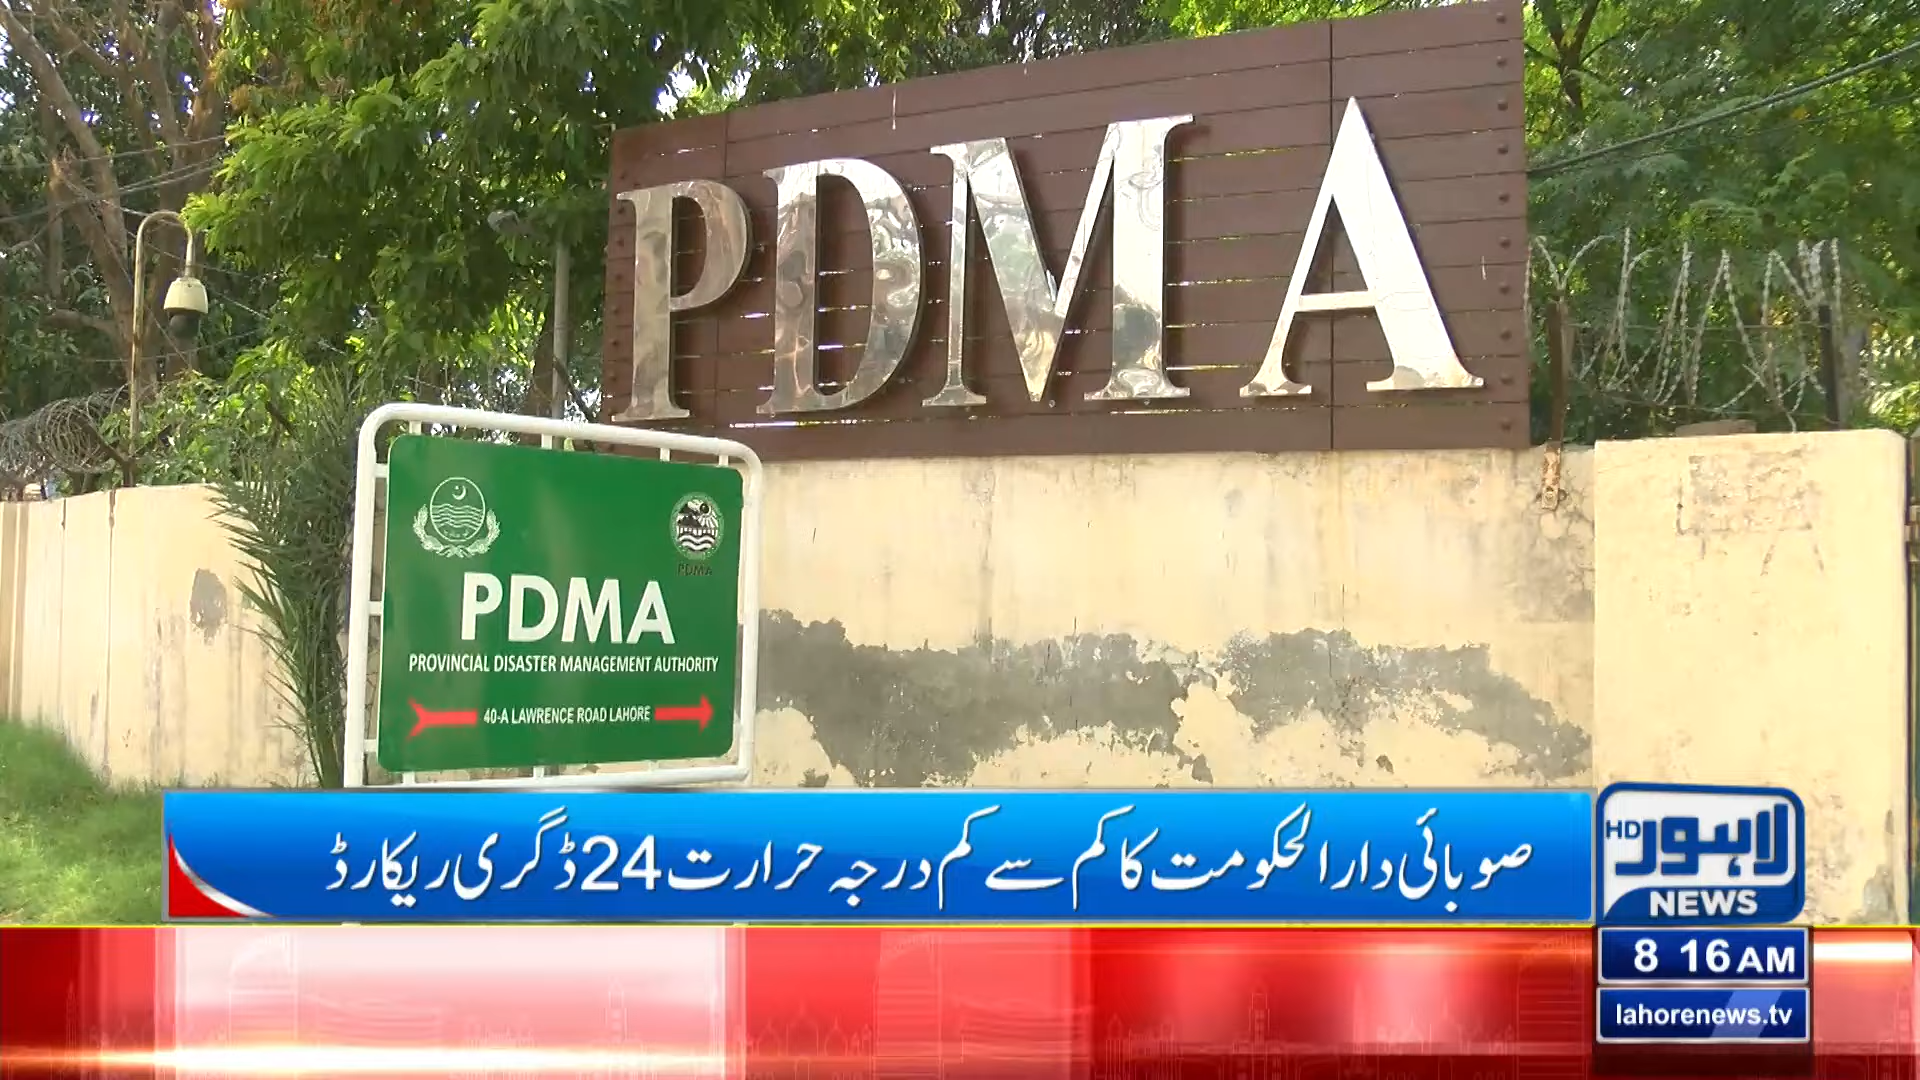 PDMA
PDMA
PDMA
PROVINCIAL DISASTER MANAGEMENT AUTHORITY
40-A LAWRENCE ROAD LAHORE
صوبائی دارالحکومت کا کم سے کم درجہ حرارت 24 ڈگری ریکارڈ
HD لاہور
NEWS
8 16 AM
lahorenews.tv